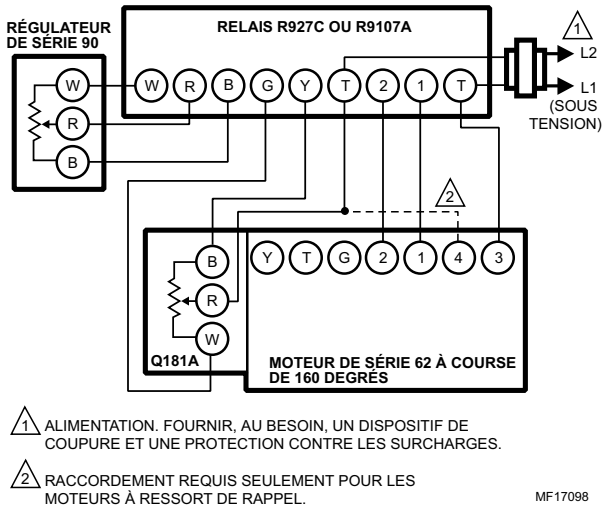 RÉGULATEUR
DE SÉRIE 90
RELAIS R927C OU R9107A
1
L2
L1
(SOUS
TENSION)
W
R
B
W R B G Y T 2 1 T
2
B
R
W
Q181A
Y T G 2 1 4 3
MOTEUR DE SÉRIE 62 À COURSE
DE 160 DEGRÉS
1 ALIMENTATION. FOURNIR, AU BESOIN, UN DISPOSITIF DE
COUPURE ET UNE PROTECTION CONTRE LES SURCHARGES.
2 RACCORDEMENT REQUIS SEULEMENT POUR LES
MOTEURS À RESSORT DE RAPPEL.
MF17098